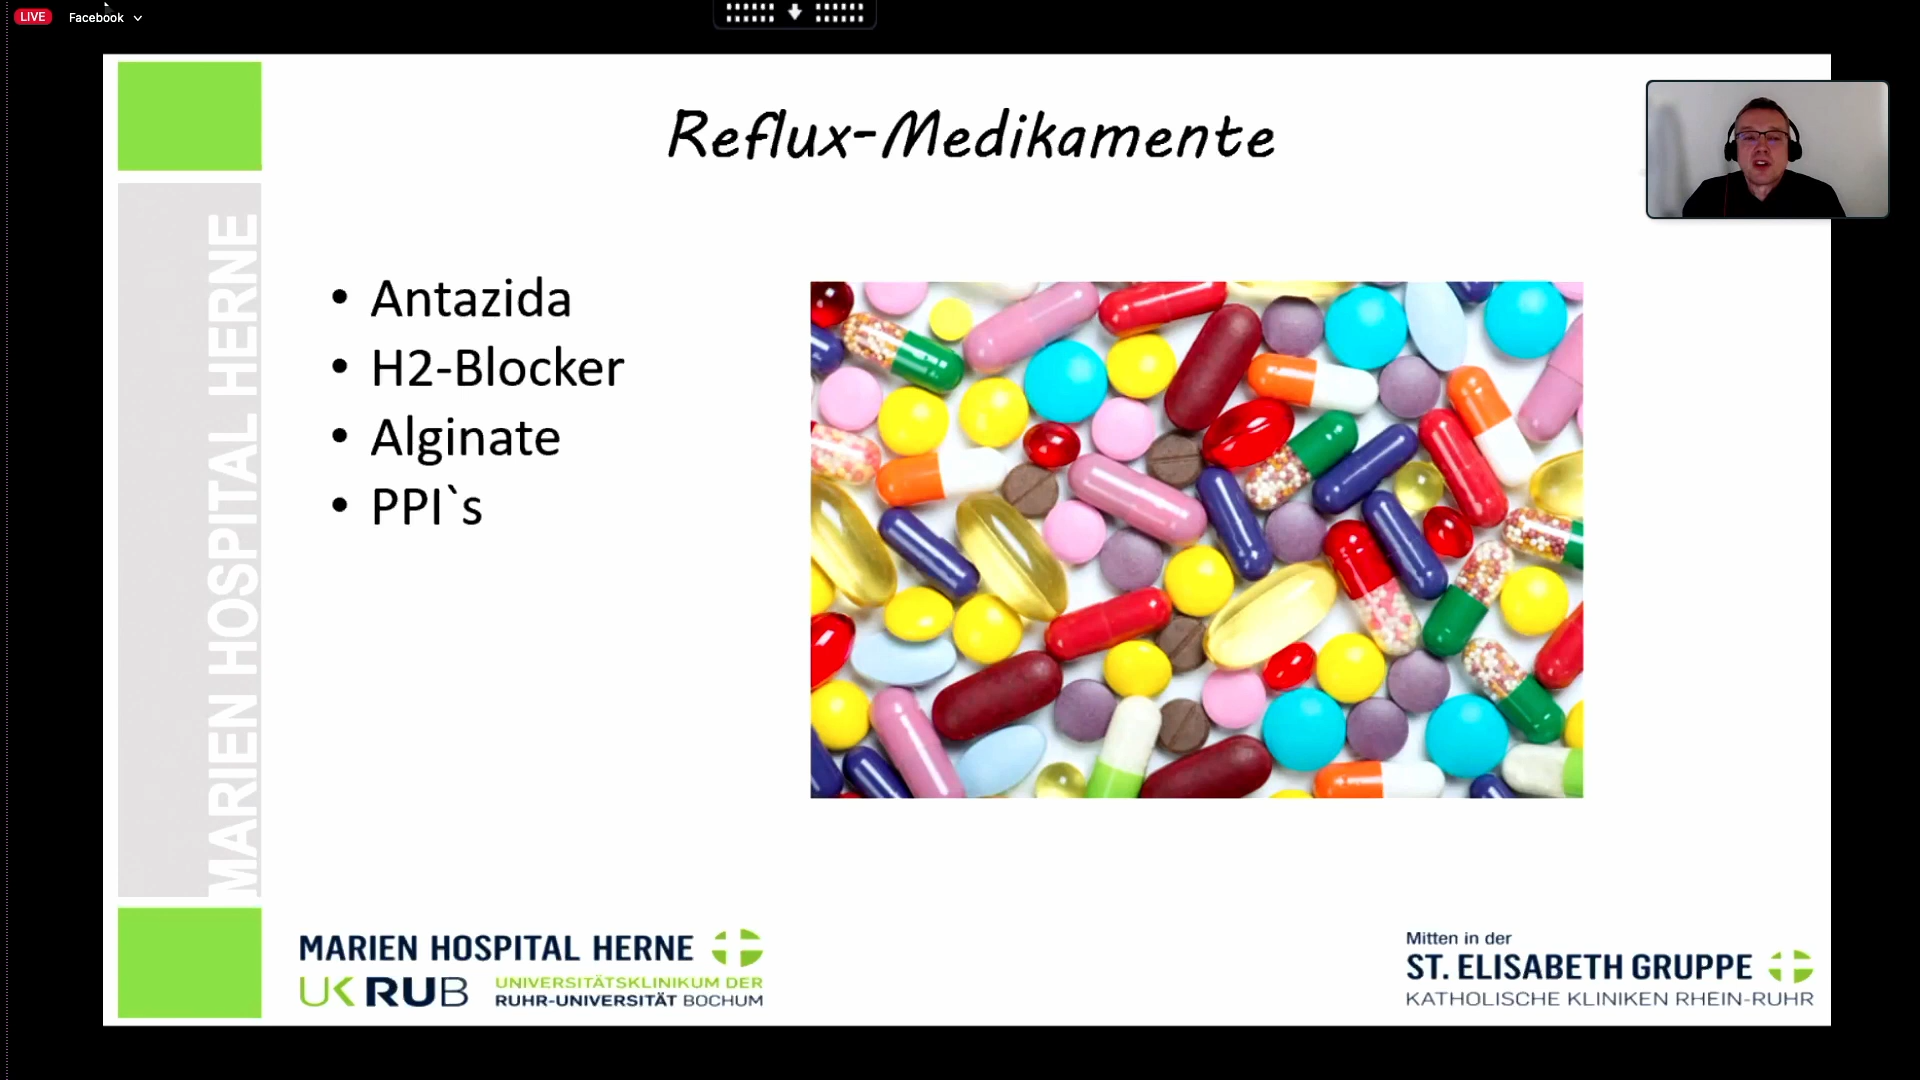 LIVE Facebook
Reflux-Medikamente
MARIEN HOSPITAL HERNE
• Antazida
• H2-Blocker
• Alginate
• PPI`s
MARIEN HOSPITAL HERNE
UK RUB UNIVERSITÄTSKLINIKUM DER
RUHR-UNIVERSITÄT BOCHUM
Mitten in der
ST. ELISABETH GRUPPE
KATHOLISCHE KLINIKEN RHEIN-RUHR